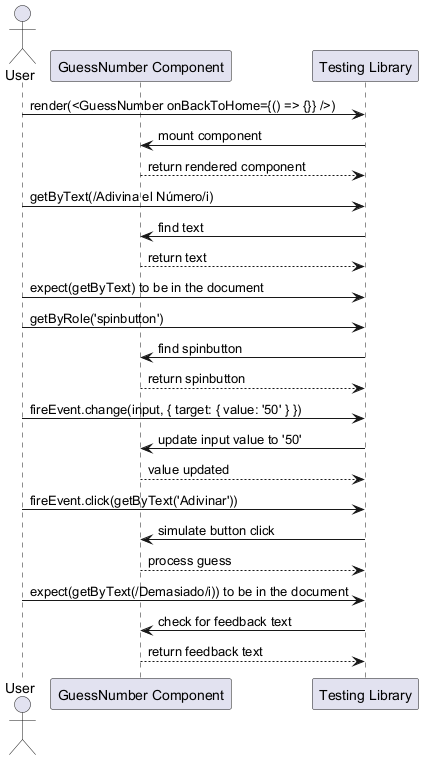 User
GuessNumber Component
Testing Library
render(<GuessNumber onBackToHome={() => {}} />)
mount component
return rendered component
getByText(/Adivina el Número/i)
find text
return text
expect(getByText) to be in the document
getByRole('spinbutton')
find spinbutton
return spinbutton
fireEvent.change(input, { target: { value: '50' } })
update input value to '50'
value updated
fireEvent.click(getByText('Adivinar'))
simulate button click
process guess
expect(getByText(/Demasiado/i)) to be in the document
check for feedback text
return feedback text
User
GuessNumber Component
Testing Library